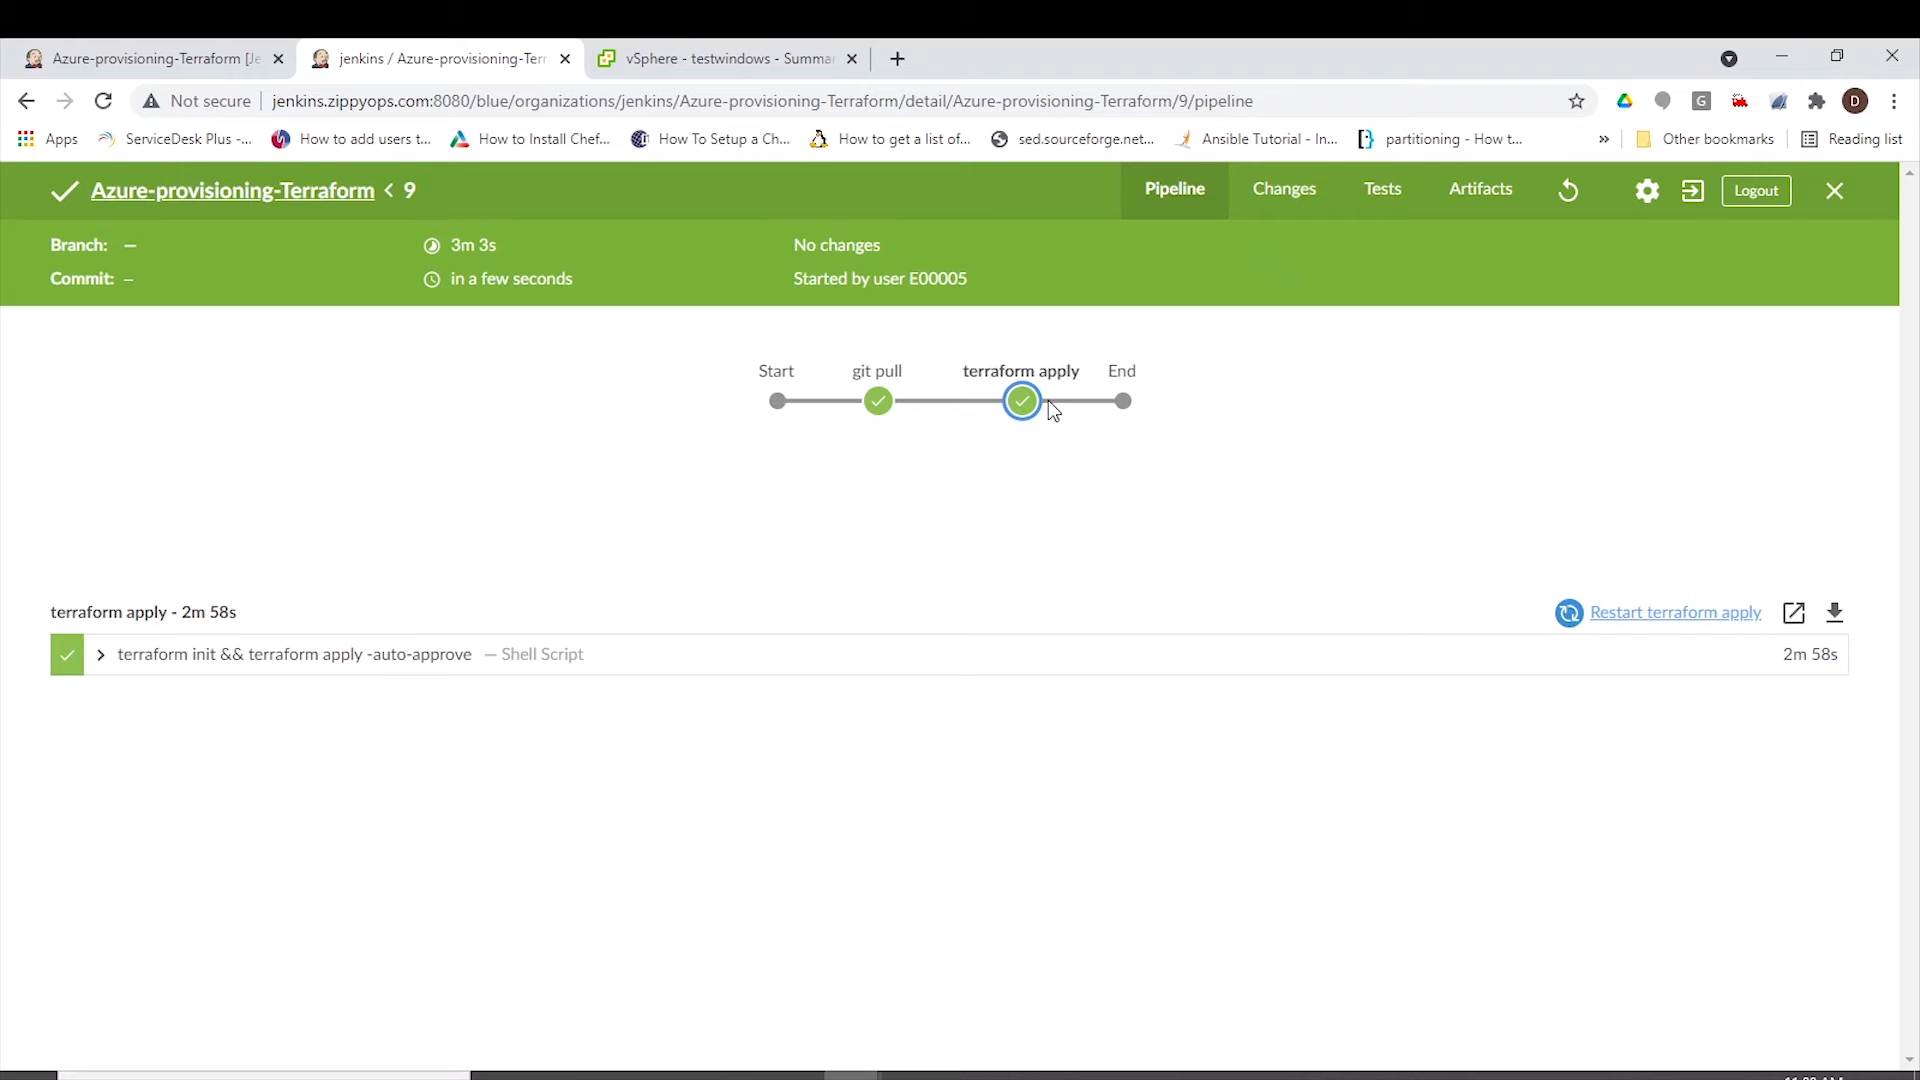 Azure-provisioning-Terraform [Je
jenkins / Azure-provisioning-Terr
vSphere - testwindows - Summar
Not secure
jenkins.zippyops.com:8080/blue/organizations/jenkins/Azure-provisioning-Terraform/detail/Azure-provisioning-Terraform/9/pipeline
G
D
Apps
ServiceDesk Plus -...
How to add users t...
How to Install Chef...
How To Setup a Ch...
How to get a list of...
sed.sourceforge.net...
Ansible Tutorial - In...
partitioning - How t...
»
Other bookmarks
Reading list
Azure-provisioning-Terraform < 9
Pipeline
Changes
Tests
Artifacts
Logout
Branch: —
3m 3s
No changes
Commit: —
in a few seconds
Started by user E00005
Start
git pull
terraform apply
End
terraform apply - 2m 58s
Restart terraform apply
terraform init && terraform apply -auto-approve — Shell Script
2m 58s